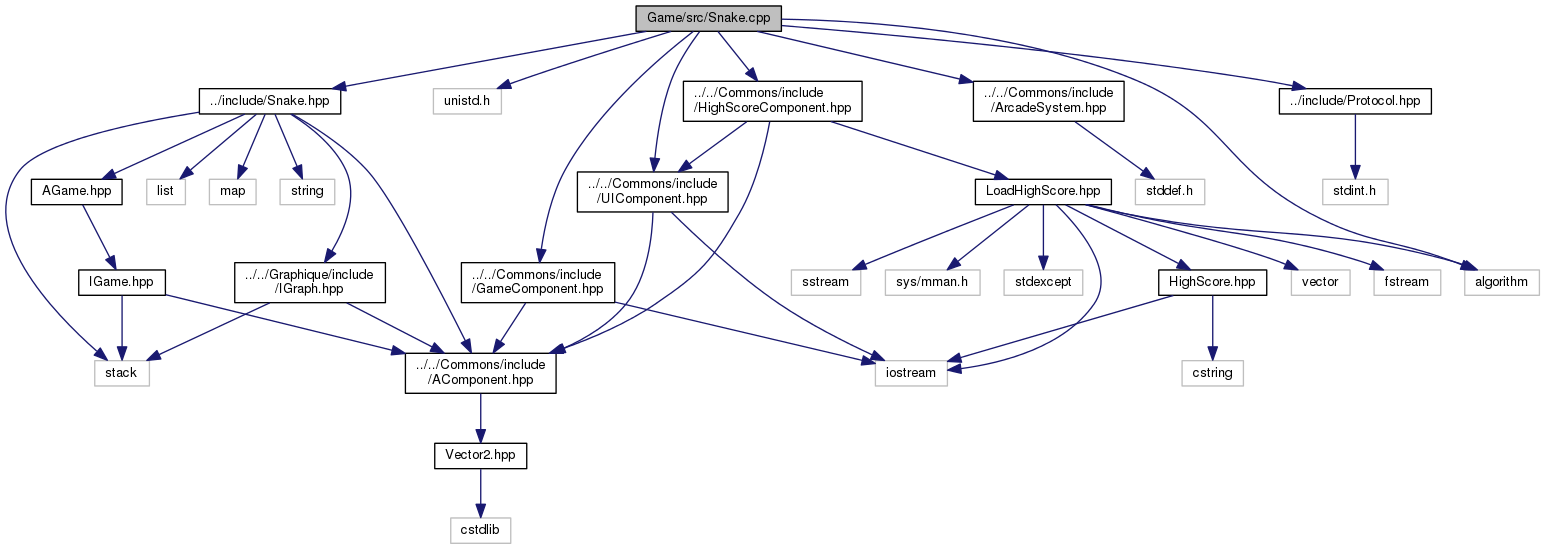 Game/src/Snake.cpp
../include/Snake.hpp
unistd.h
../../Commons/include
/HighScoreComponent.hpp
../../Commons/include
/ArcadeSystem.hpp
../include/Protocol.hpp
AGame.hpp
list
map
string
../../Commons/include
/UIComponent.hpp
LoadHighScore.hpp
stddef.h
stdint.h
IGame.hpp
../../Graphique/include
/IGraph.hpp
../../Commons/include
/GameComponent.hpp
sstream
sys/mman.h
stdexcept
HighScore.hpp
vector
fstream
algorithm
stack
../../Commons/include
/AComponent.hpp
iostream
cstring
Vector2.hpp
cstdlib